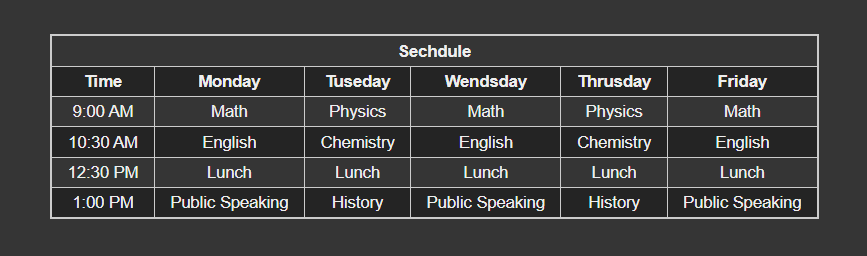 Sechdule
Time Monday Tuseday Wendsday Thrusday Friday
9:00 AM Math Physics Math Physics Math
10:30 AM English Chemistry English Chemistry English
12:30 PM Lunch Lunch Lunch Lunch Lunch
1:00 PM Public Speaking History Public Speaking History Public Speaking